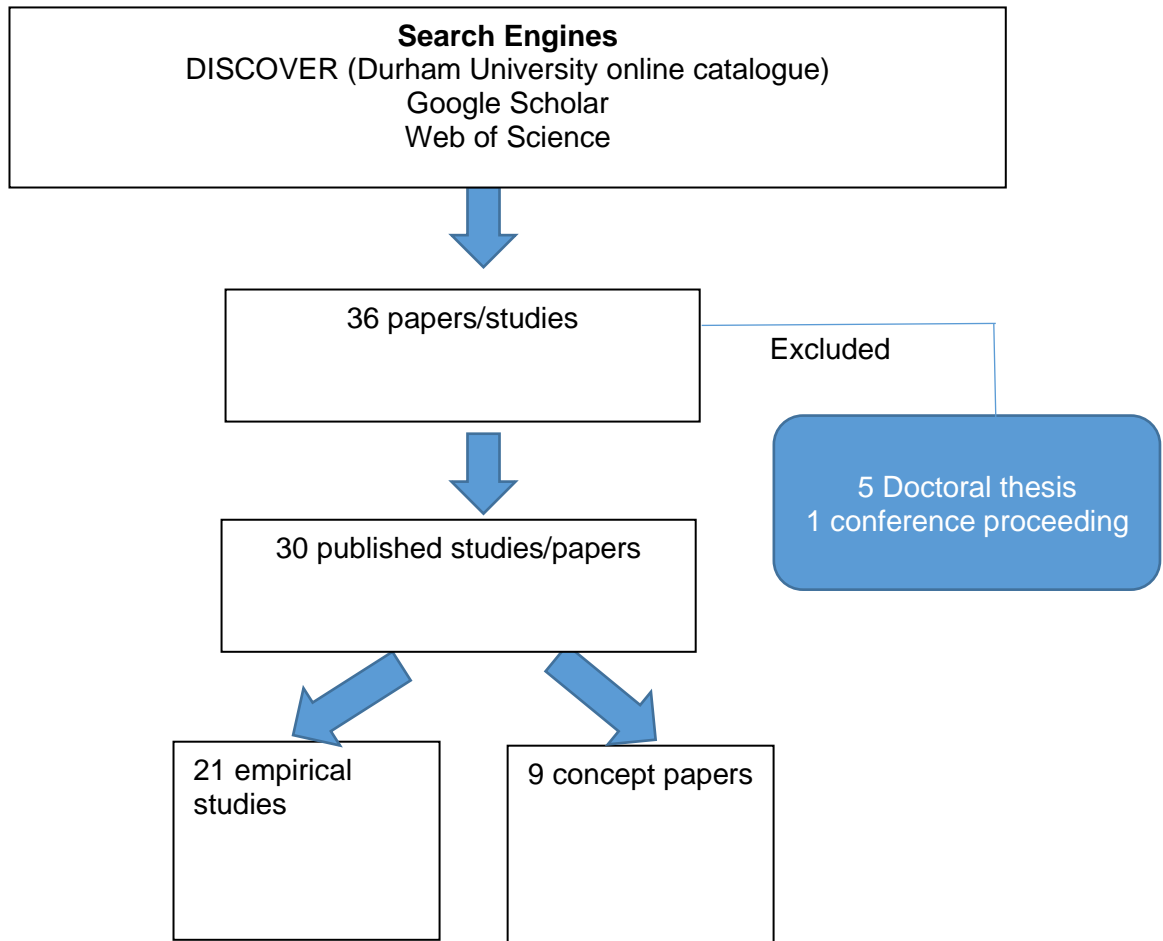 Search Engines
DISCOVER (Durham University online catalogue)
Google Scholar
Web of Science
36 papers/studies
Excluded
5 Doctoral thesis
1 conference proceeding
30 published studies/papers
21 empirical
studies
9 concept papers